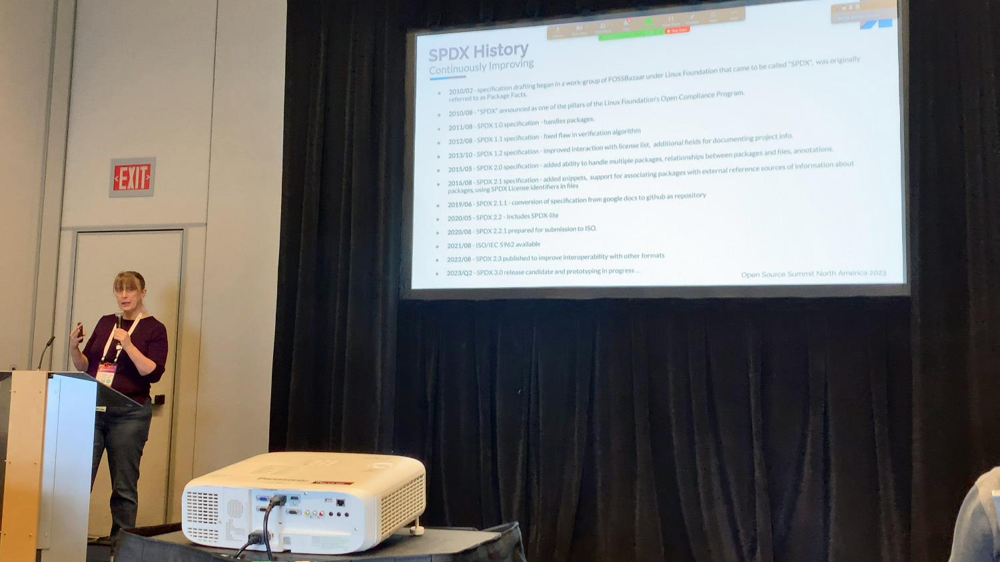 SPDX History
Continuously Improving
2010/02 - specification drafting began in a work-group of FOSSBazaar under Linux Foundation that came to be called "SPDX", was originally
referred to as Package Facts.
2010/08 - "SPDX" announced as one of the pillars of the Linux Foundation's Open Compliance Program.
2011/08 - SPDX 1.0 specification - handles packages.
2012/08 - SPDX 1.1 specification - fixed flaw in verification algorithm
2013/10 - SPDX 1.2 specification - improved interaction with license list, additional fields for documenting project info.
2015/05 - SPDX 2.0 specification - added ability to handle multiple packages, relationships between packages and files, annotations.
2016/08 - SPDX 2.1 specification - added snippets, support for associating packages with external reference sources of information about
packages, using SPDX License Identifiers in files
2019/06 - SPDX 2.1.1 - conversion of specification from google docs to github as repository
2020/05 - SPDX 2.2 - Includes SPDX-lite
2020/08 - SPDX 2.2.1 prepared for submission to ISO.
2021/08 - ISO/IEC 5962 available
2022/08 - SPDX 2.3 published to improve interoperability with other formats
2023/Q2 - SPDX 3.0 release candidate and prototyping in progress ...
Open Source Summit North America 2023
EXIT
Panasonic